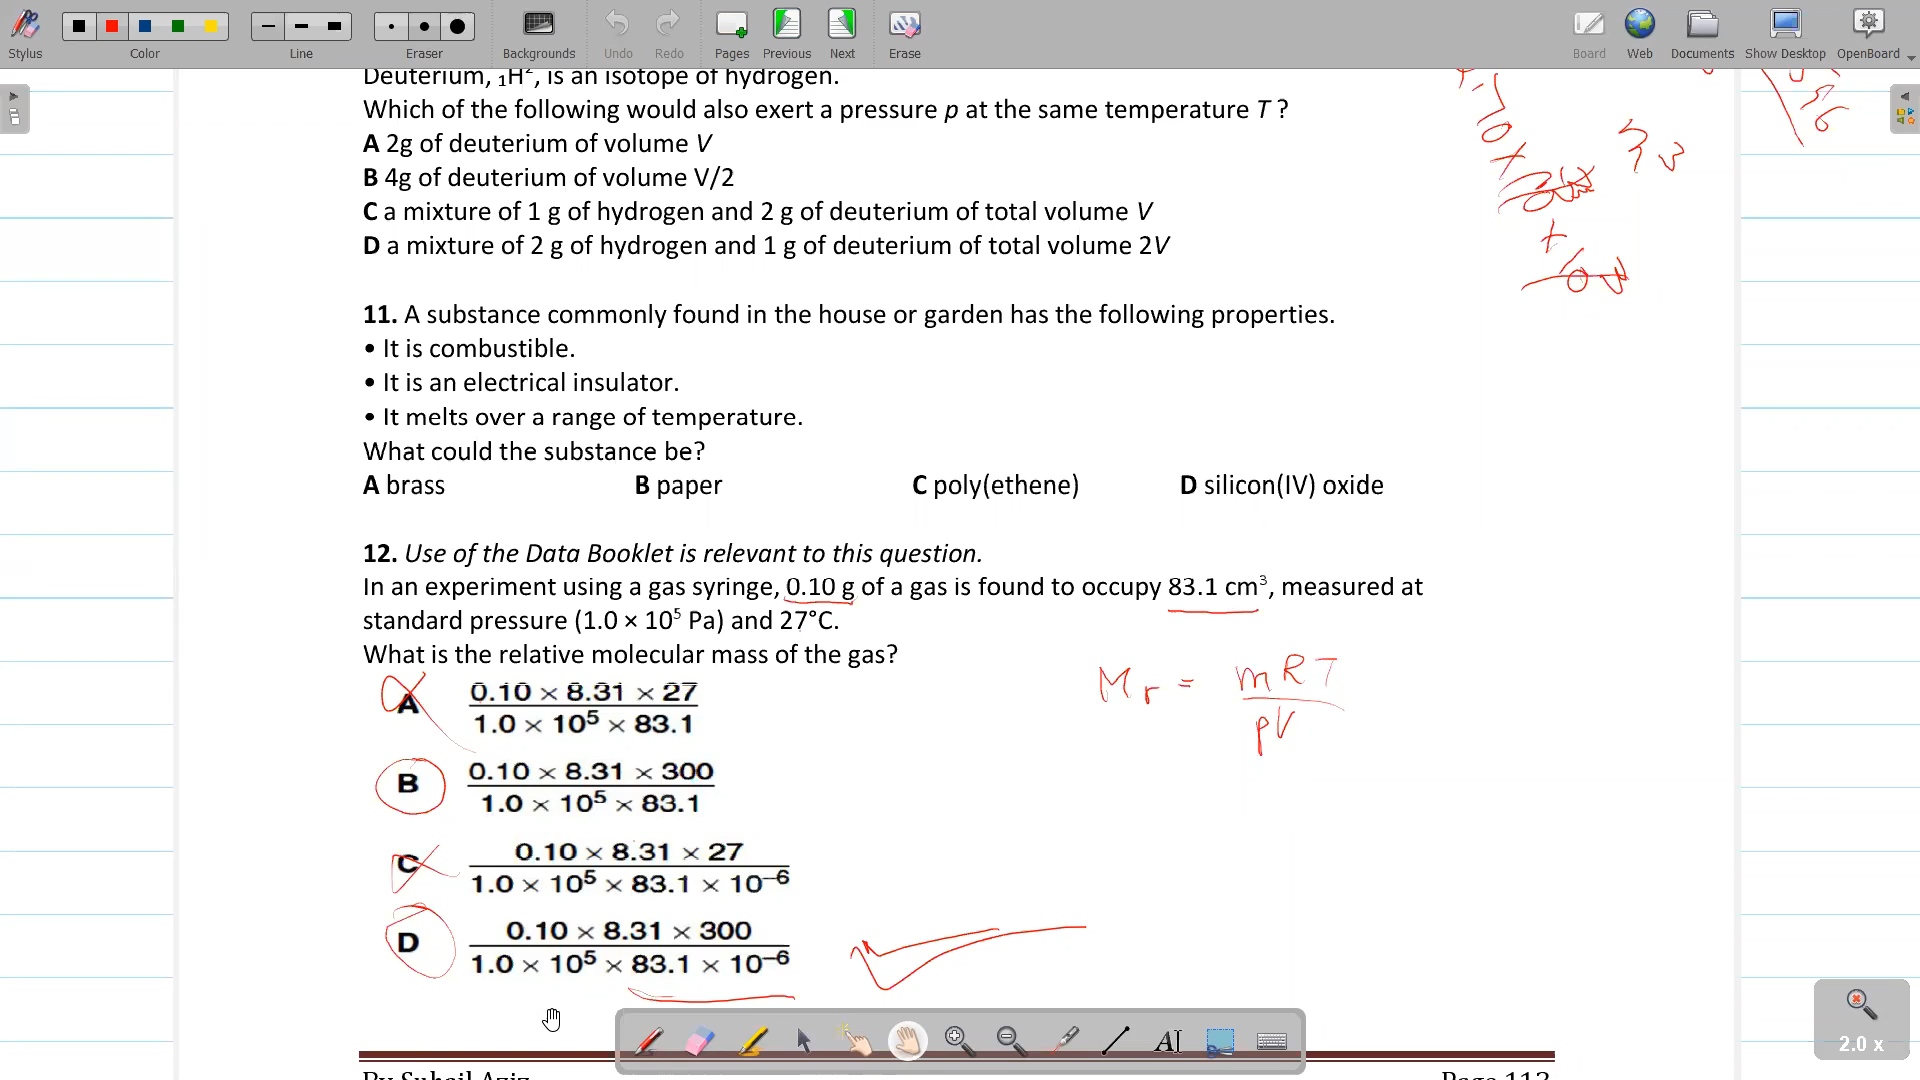 Stylus
Color
Line
Eraser
Backgrounds
Undo
Redo
Pages
Previous
Next
Erase
Board
Web
Documents
Show Desktop
OpenBoard
Deuterium, ₁H², is an isotope of hydrogen.
Which of the following would also exert a pressure p at the same temperature T ?
A 2g of deuterium of volume V
B 4g of deuterium of volume V/2
C a mixture of 1 g of hydrogen and 2 g of deuterium of total volume V
D a mixture of 2 g of hydrogen and 1 g of deuterium of total volume 2V
11. A substance commonly found in the house or garden has the following properties.
• It is combustible.
• It is an electrical insulator.
• It melts over a range of temperature.
What could the substance be?
A brass B paper C poly(ethene) D silicon(IV) oxide
12. Use of the Data Booklet is relevant to this question.
In an experiment using a gas syringe, 0.10 g of a gas is found to occupy 83.1 cm³, measured at
standard pressure (1.0 × 10⁵ Pa) and 27°C.
What is the relative molecular mass of the gas?
Mr = mRT
pV
A 0.10 × 8.31 × 27
1.0 × 10⁵ × 83.1
B 0.10 × 8.31 × 300
1.0 × 10⁵ × 83.1
C 0.10 × 8.31 × 27
1.0 × 10⁵ × 83.1 × 10⁻⁶
D 0.10 × 8.31 × 300
1.0 × 10⁵ × 83.1 × 10⁻⁶
2.0 x
By Suhail Aziz
Page 113